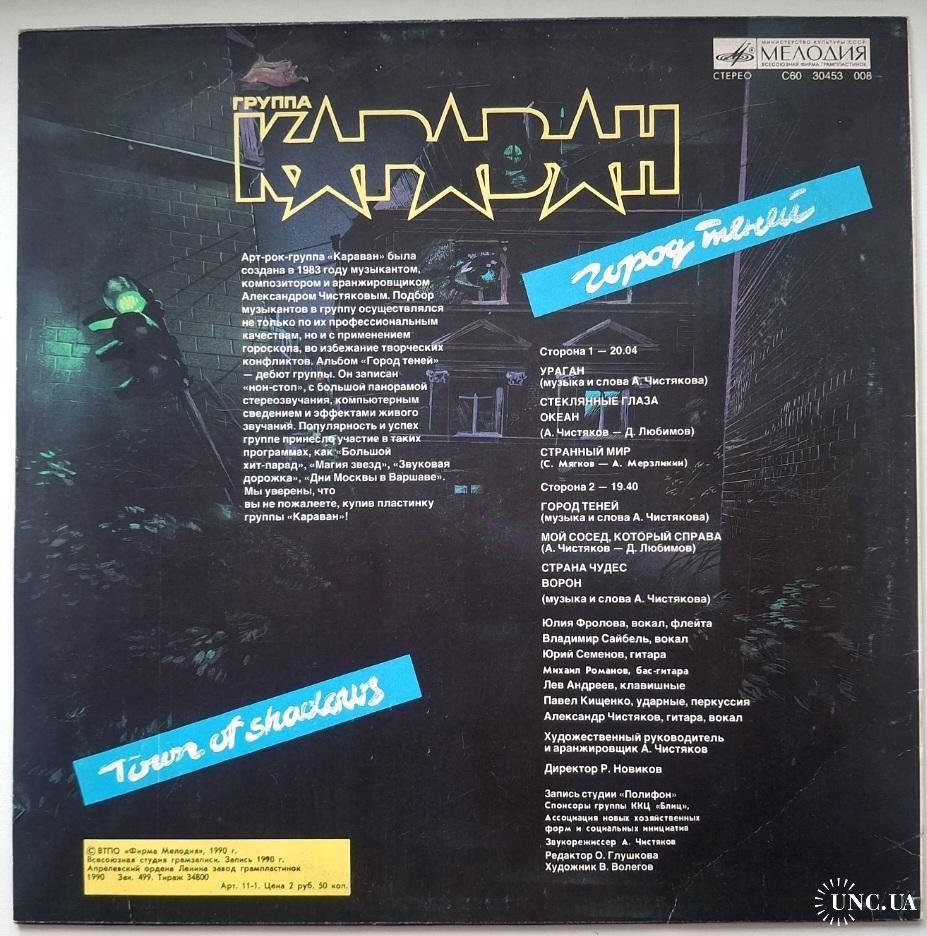 МИНИСТЕРСТВО КУЛЬТУРЫ СССР
МЕЛОДИЯ
ВСЕСОЮЗНАЯ ФИРМА ГРАМПЛАСТИНОК
СТЕРЕО С60 30453 008
ГРУППА
КАРАВАН
город теней
Арт-рок-группа «Караван» была
создана в 1983 году музыкантом,
композитором и аранжировщиком
Александром Чистяковым. Подбор
музыкантов в группу осуществлялся
не только по их профессиональным
качествам, но и с применением
гороскопа, во избежание творческих
конфликтов. Альбом «Город теней»
— дебют группы. Он записан
«нон-стоп», с большой панорамой
стереозвучания, компьютерным
сведением и эффектами живого
звучания. Популярность и успех
группе принесло участие в таких
программах, как «Большой
хит-парад», «Магия звезд», «Звуковая
дорожка», «Дни Москвы в Варшаве».
Мы уверены, что
вы не пожалеете, купив пластинку
группы «Караван»!
Сторона 1 — 20.04
УРАГАН
(музыка и слова А. Чистякова)
СТЕКЛЯННЫЕ ГЛАЗА
ОКЕАН
(А. Чистяков — Д. Любимов)
СТРАННЫЙ МИР
(С. Мягков — А. Мерзликин)
Сторона 2 — 19.40
ГОРОД ТЕНЕЙ
(музыка и слова А. Чистякова)
МОЙ СОСЕД, КОТОРЫЙ СПРАВА
(А. Чистяков — Д. Любимов)
СТРАНА ЧУДЕС
ВОРОН
(музыка и слова А. Чистякова)
Юлия Фролова, вокал, флейта
Владимир Сайбель, вокал
Юрий Семенов, гитара
Михаил Романов, бас-гитара
Лев Андреев, клавишные
Павел Кищенко, ударные, перкуссия
Александр Чистяков, гитара, вокал
Художественный руководитель
и аранжировщик А. Чистяков
Директор Р. Новиков
Запись студии «Полифон»
Спонсоры группы ККЦ «Блиц»,
Ассоциация новых хозяйственных
форм и социальных инициатив
Звукорежиссер А. Чистяков
Редактор О. Глушкова
Художник В. Волегов
Town of shadows
© ВТПО «Фирма Мелодия», 1990 г.
Всесоюзная студия грамзаписи. Запись 1990 г.
Апрелевский ордена Ленина завод грампластинок
1990 Зак. 499. Тираж 34800
Арт. 11-1. Цена 2 руб. 50 коп.
UNC.UA